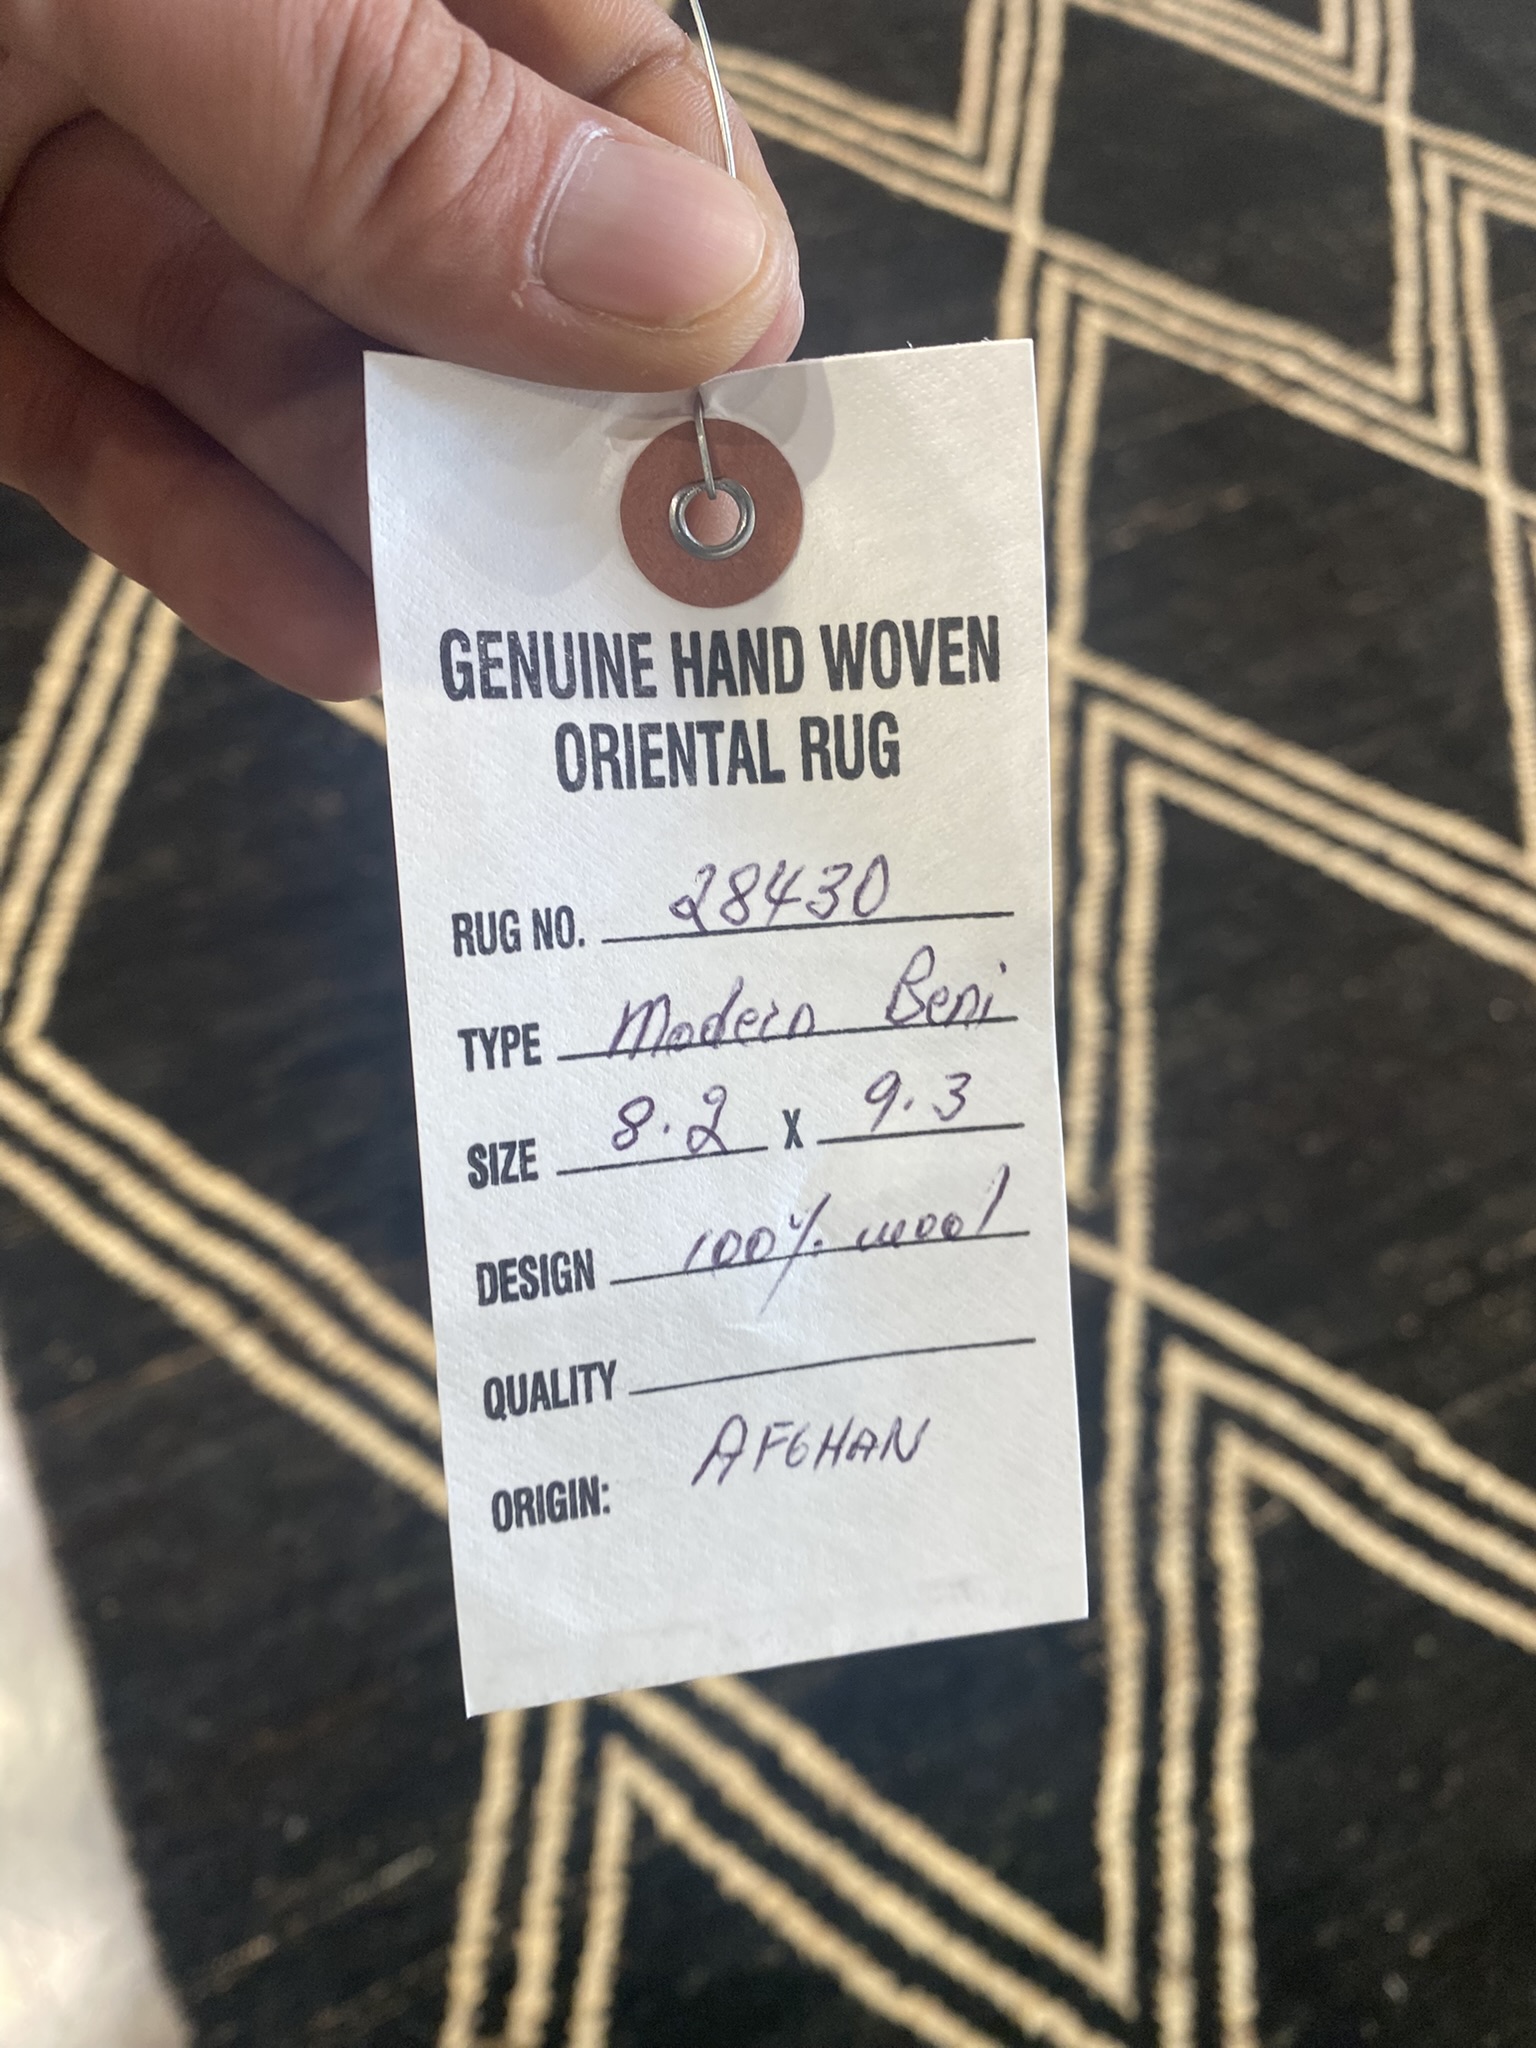 GENUINE HAND WOVEN
ORIENTAL RUG
RUG NO. 28430
TYPE Modern Beni
SIZE 8.2 X 9.3
DESIGN 100% wool
QUALITY
ORIGIN: AFGHAN